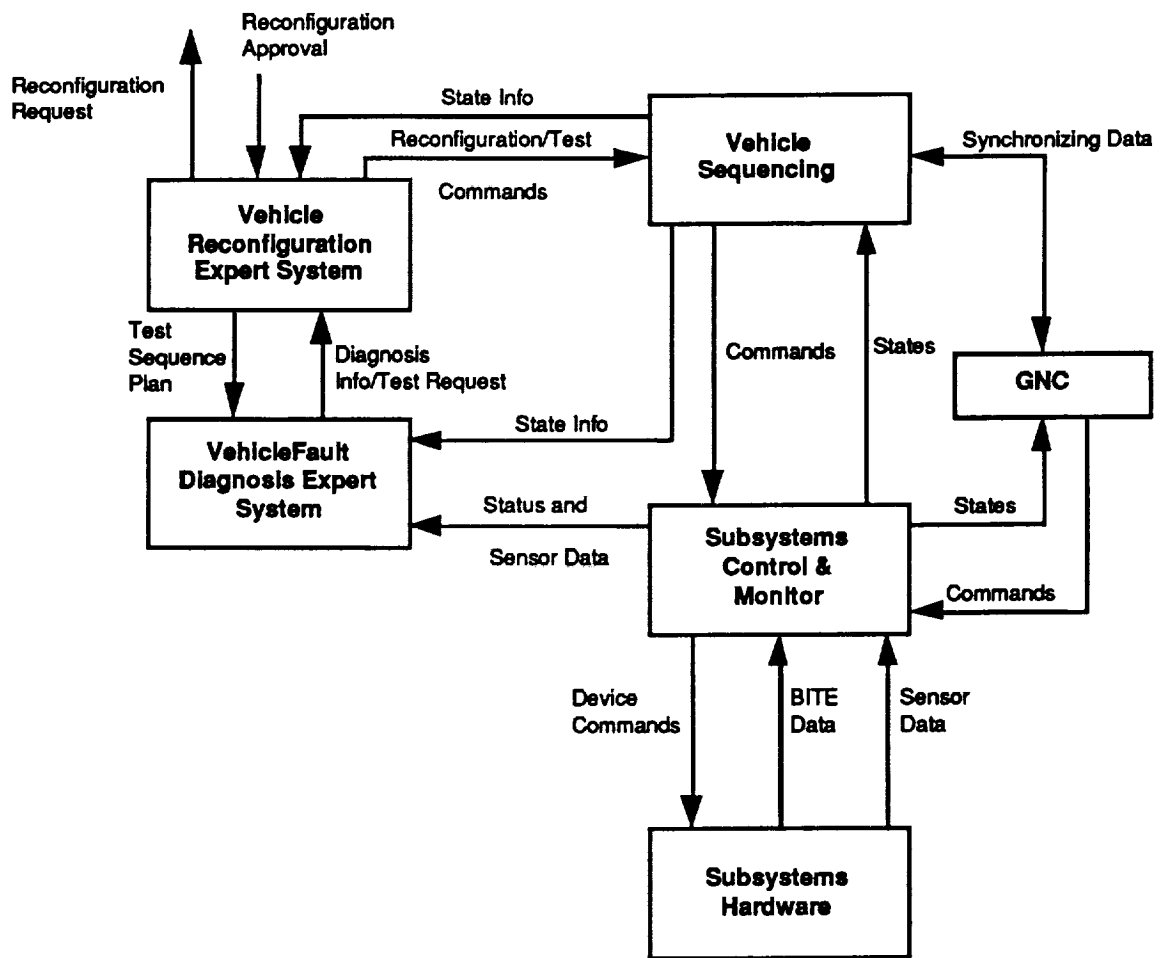 Reconfiguration
Approval
Reconfiguration
Request
State Info
Reconfiguration/Test
Commands
Vehicle
Sequencing
Synchronizing Data
Vehicle
Reconfiguration
Expert System
Test
Sequence
Plan
Diagnosis
Info/Test Request
Commands
States
GNC
State Info
VehicleFault
Diagnosis Expert
System
Status and
Sensor Data
Subsystems
Control &
Monitor
States
Commands
Device
Commands
BITE
Data
Sensor
Data
Subsystems
Hardware